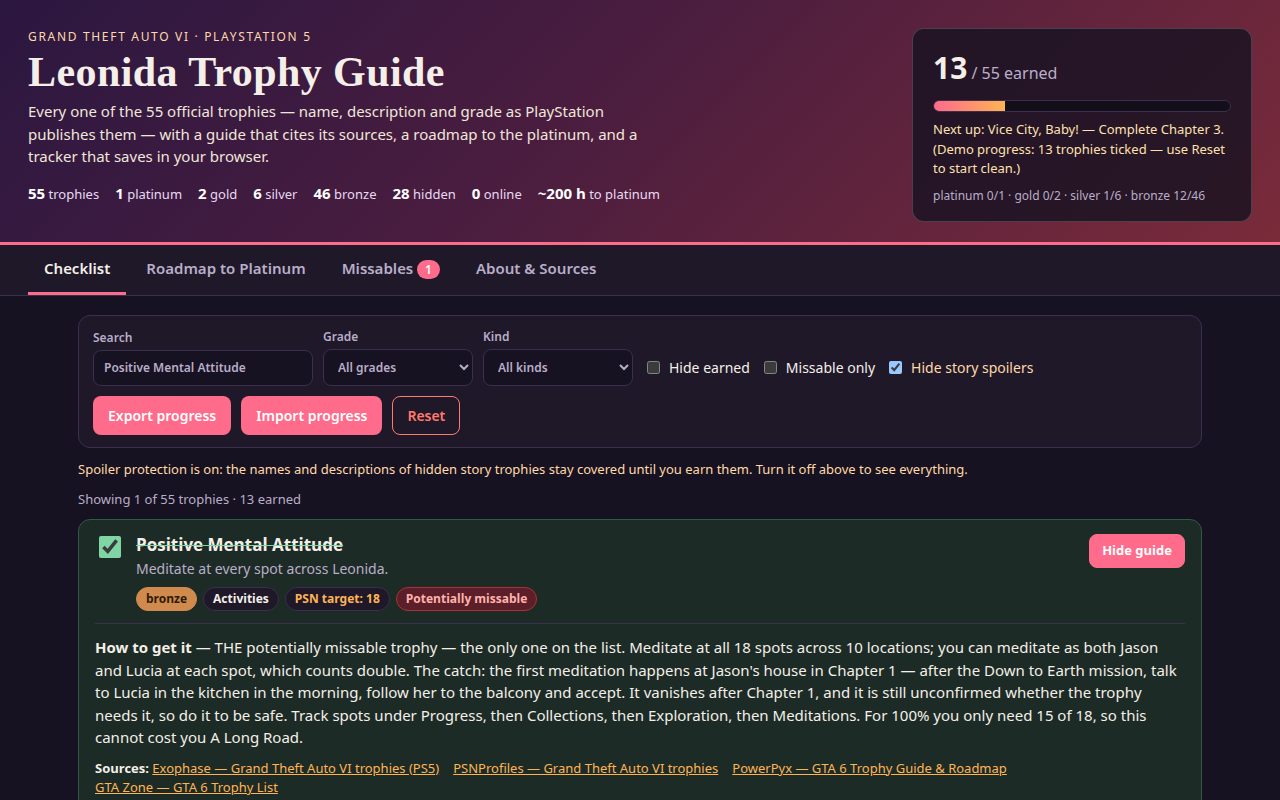 GRAND THEFT AUTO VI · PLAYSTATION 5
Leonida Trophy Guide
Every one of the 55 official trophies — name, description and grade as PlayStation
publishes them — with a guide that cites its sources, a roadmap to the platinum, and a
tracker that saves in your browser.
55 trophies 1 platinum 2 gold 6 silver 46 bronze 28 hidden 0 online ~200 h to platinum
13 / 55 earned
Next up: Vice City, Baby! — Complete Chapter 3.
(Demo progress: 13 trophies ticked — use Reset
to start clean.)
platinum 0/1 · gold 0/2 · silver 1/6 · bronze 12/46
Checklist Roadmap to Platinum Missables 1 About & Sources
Search Grade Kind
Positive Mental Attitude All grades All kinds Hide earned Missable only Hide story spoilers
Export progress Import progress Reset
Spoiler protection is on: the names and descriptions of hidden story trophies stay covered until you earn them. Turn it off above to see everything.
Showing 1 of 55 trophies · 13 earned
Positive Mental Attitude
Hide guide
Meditate at every spot across Leonida.
bronze Activities PSN target: 18 Potentially missable
How to get it — THE potentially missable trophy — the only one on the list. Meditate at all 18 spots across 10 locations; you can meditate as both Jason
and Lucia at each spot, which counts double. The catch: the first meditation happens at Jason's house in Chapter 1 — after the Down to Earth mission, talk
to Lucia in the kitchen in the morning, follow her to the balcony and accept. It vanishes after Chapter 1, and it is still unconfirmed whether the trophy
needs it, so do it to be safe. Track spots under Progress, then Collections, then Exploration, then Meditations. For 100% you only need 15 of 18, so this
cannot cost you A Long Road.
Sources: Exophase — Grand Theft Auto VI trophies (PS5) PSNProfiles — Grand Theft Auto VI trophies PowerPyx — GTA 6 Trophy Guide & Roadmap
GTA Zone — GTA 6 Trophy List